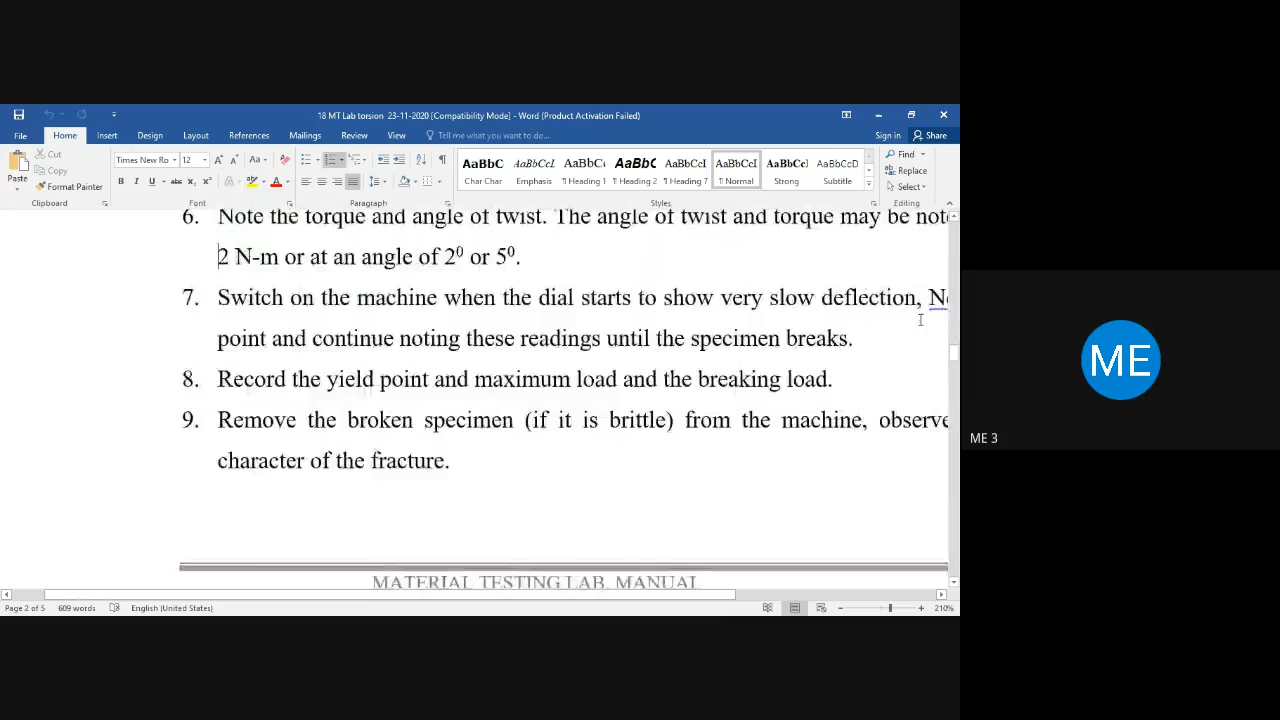 18 MT Lab torsion 23-11-2020 [Compatibility Mode] - Word (Product Activation Failed)
File Home Insert Design Layout References Mailings Review View Tell me what you want to do... Sign in Share
Paste Cut Copy Format Painter
Times New Ro 12
AaBbC AaBbCcL AaBbC AaBbC AaBbCcI AaBbCcI AaBbCc AaBbCcD
Char Char Emphasis ¶ Heading 1 ¶ Heading 2 ¶ Heading 7 ¶ Normal Strong Subtitle
Find
Replace
Select
Clipboard Font Paragraph Styles Editing
6. Note the torque and angle of twist. The angle of twist and torque may be
2 N-m or at an angle of 2⁰ or 5⁰.
7. Switch on the machine when the dial starts to show very slow deflection,
point and continue noting these readings until the specimen breaks.
8. Record the yield point and maximum load and the breaking load.
9. Remove the broken specimen (if it is brittle) from the machine, observe
character of the fracture.
MATERIAL TESTING LAB. MANUAL
Page 2 of 5 609 words English (United States) 210%
ME
ME 3